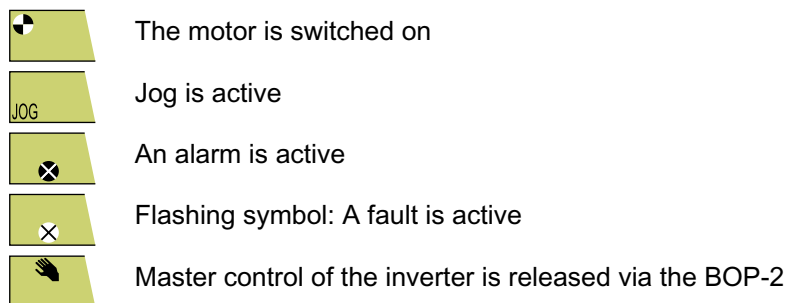 The motor is switched on
JOG
Jog is active
An alarm is active
Flashing symbol: A fault is active
Master control of the inverter is released via the BOP-2